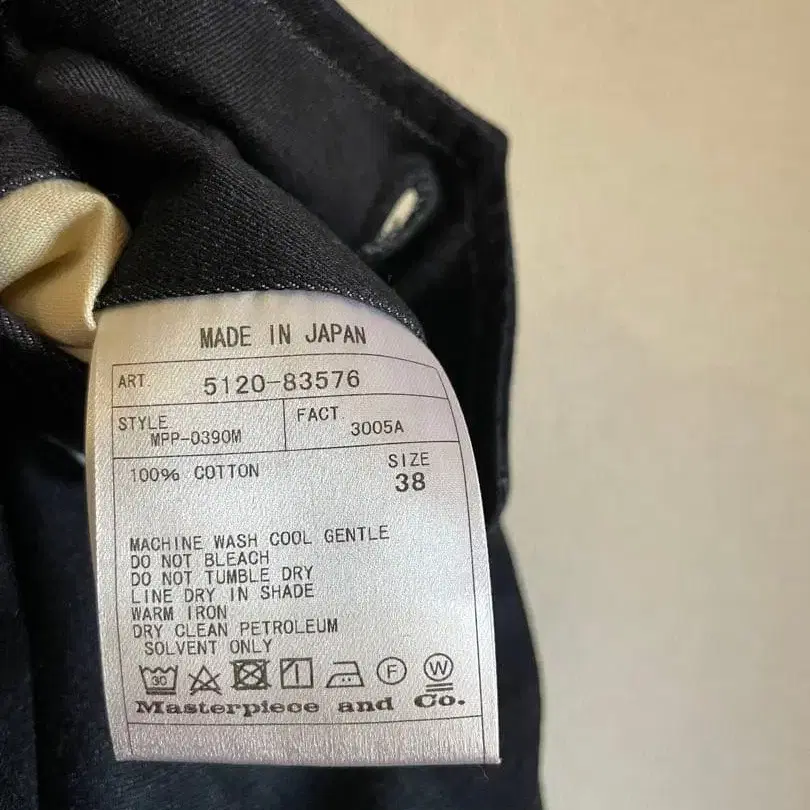 MADE IN JAPAN
ART 5120-83576
STYLE MPP-0390M
FACT 3005A
100% COTTON
SIZE 38
MACHINE WASH COOL GENTLE
DO NOT BLEACH
DO NOT TUMBLE DRY
LINE DRY IN SHADE
WARM IRON
DRY CLEAN PETROLEUM
SOLVENT ONLY
30 F W
Masterpiece and Co.